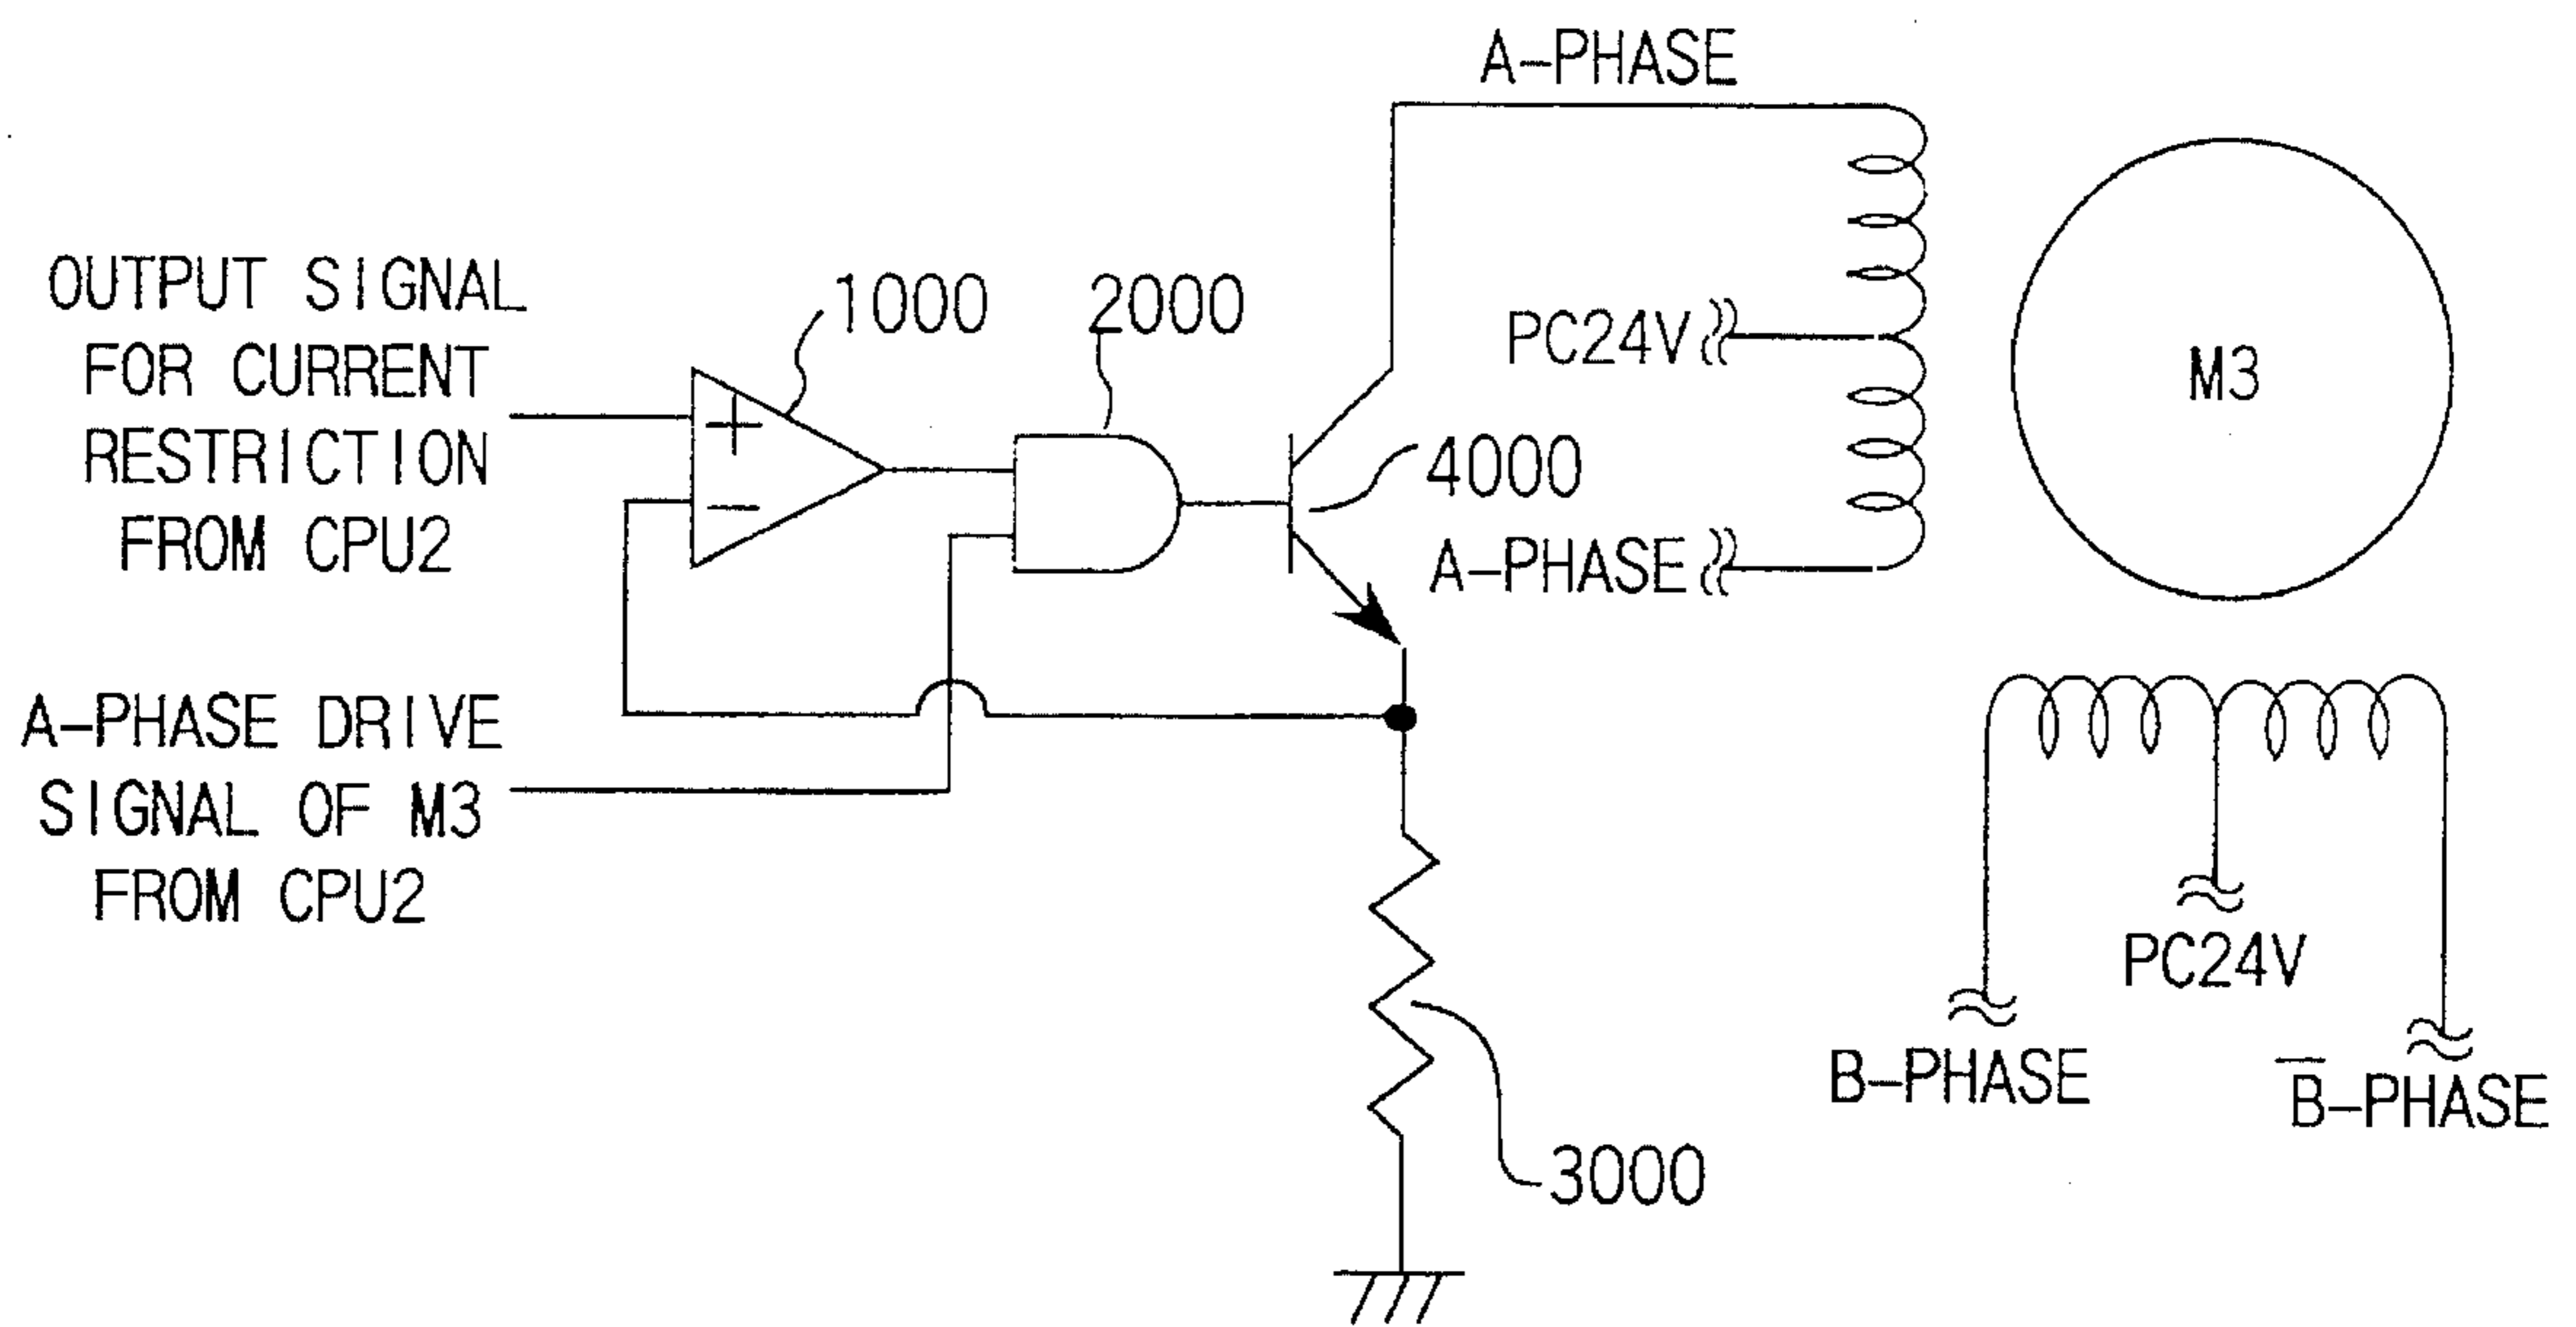 A-PHASE
OUTPUT SIGNAL
FOR CURRENT
RESTRICTION
FROM CPU2
1000
2000
PC24V
M3
4000
A-PHASE
A-PHASE DRIVE
SIGNAL OF M3
FROM CPU2
PC24V
B-PHASE
B̅-PHASE
3000